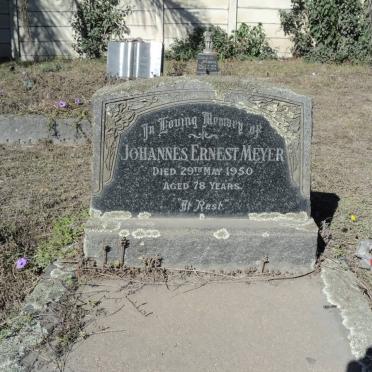 In Loving Memory of
JOHANNES ERNEST MEYER
DIED 29TH MAY 1950
AGED 78 YEARS.
"At Rest"